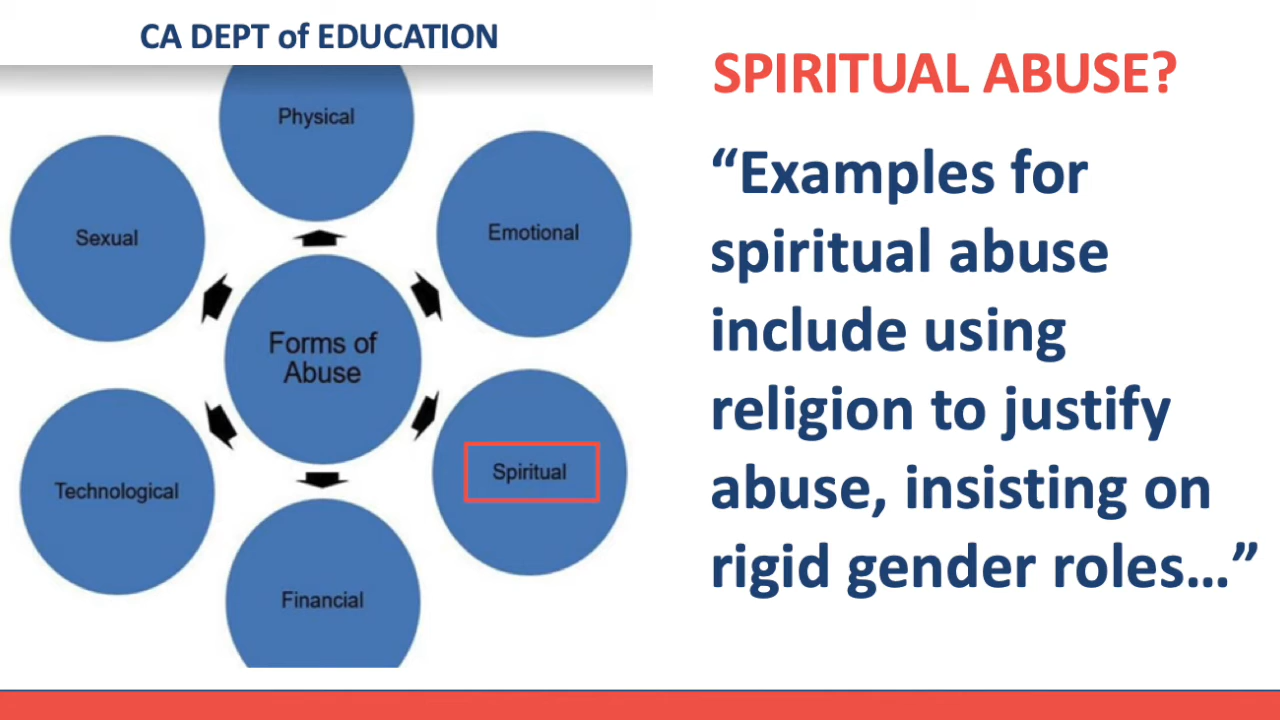 CA DEPT of EDUCATION
Physical
Sexual
Emotional
Forms of
Abuse
Technological
Spiritual
Financial
SPIRITUAL ABUSE?
“Examples for
spiritual abuse
include using
religion to justify
abuse, insisting on
rigid gender roles…”